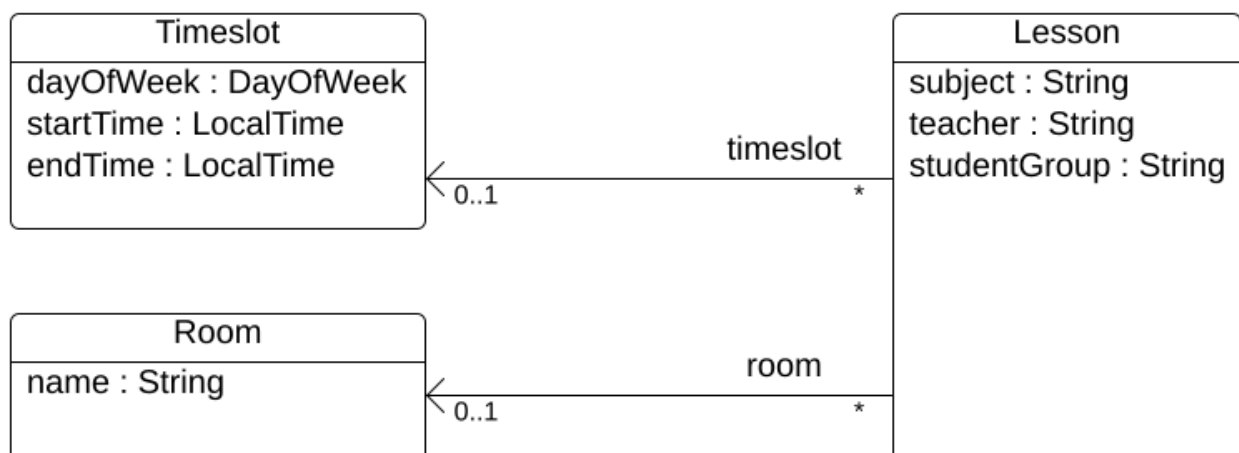 Timeslot
dayOfWeek : DayOfWeek
startTime : LocalTime
endTime : LocalTime
Lesson
subject : String
teacher : String
studentGroup : String
timeslot
0..1
*
Room
name : String
room
0..1
*